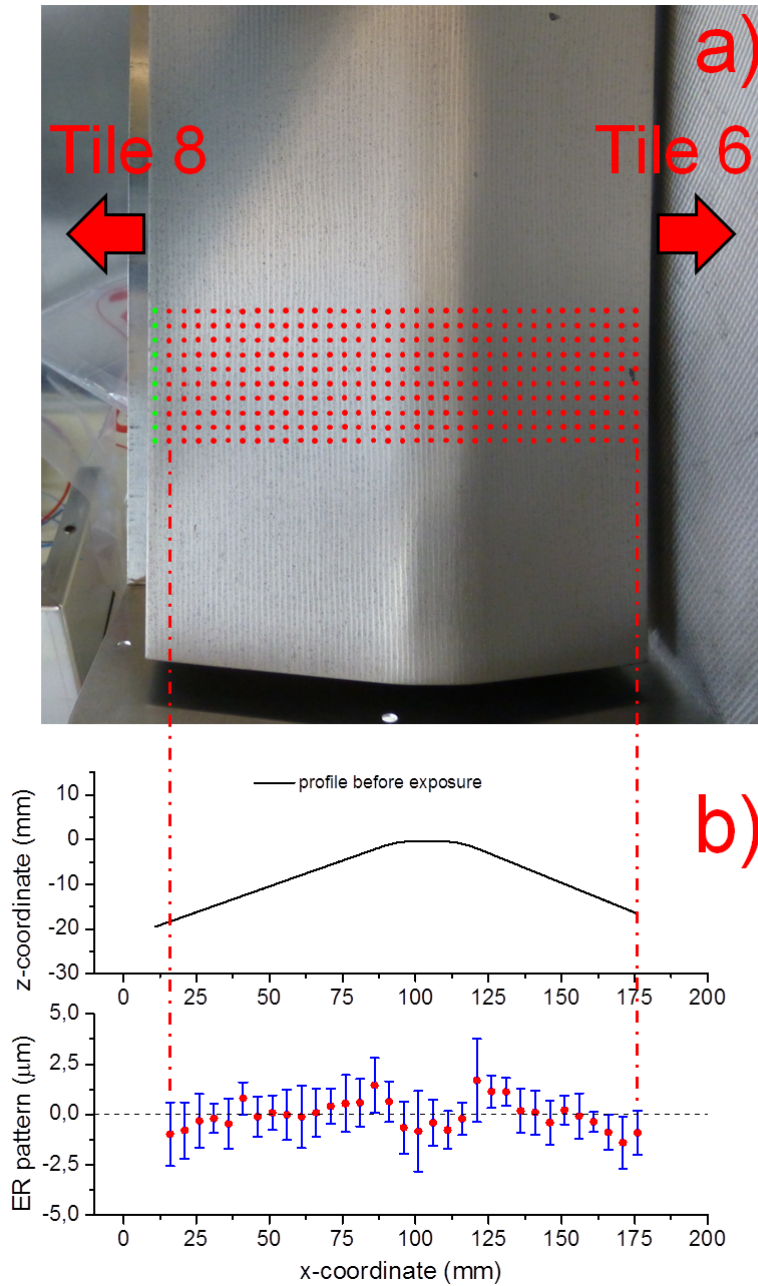 a)
Tile 8
Tile 6
profile before exposure
b)
z-coordinate (mm)
10
0
-10
-20
-30
0 25 50 75 100 125 150 175 200
ER pattern (μm)
5,0
2,5
0,0
-2,5
-5,0
0 25 50 75 100 125 150 175 200
x-coordinate (mm)